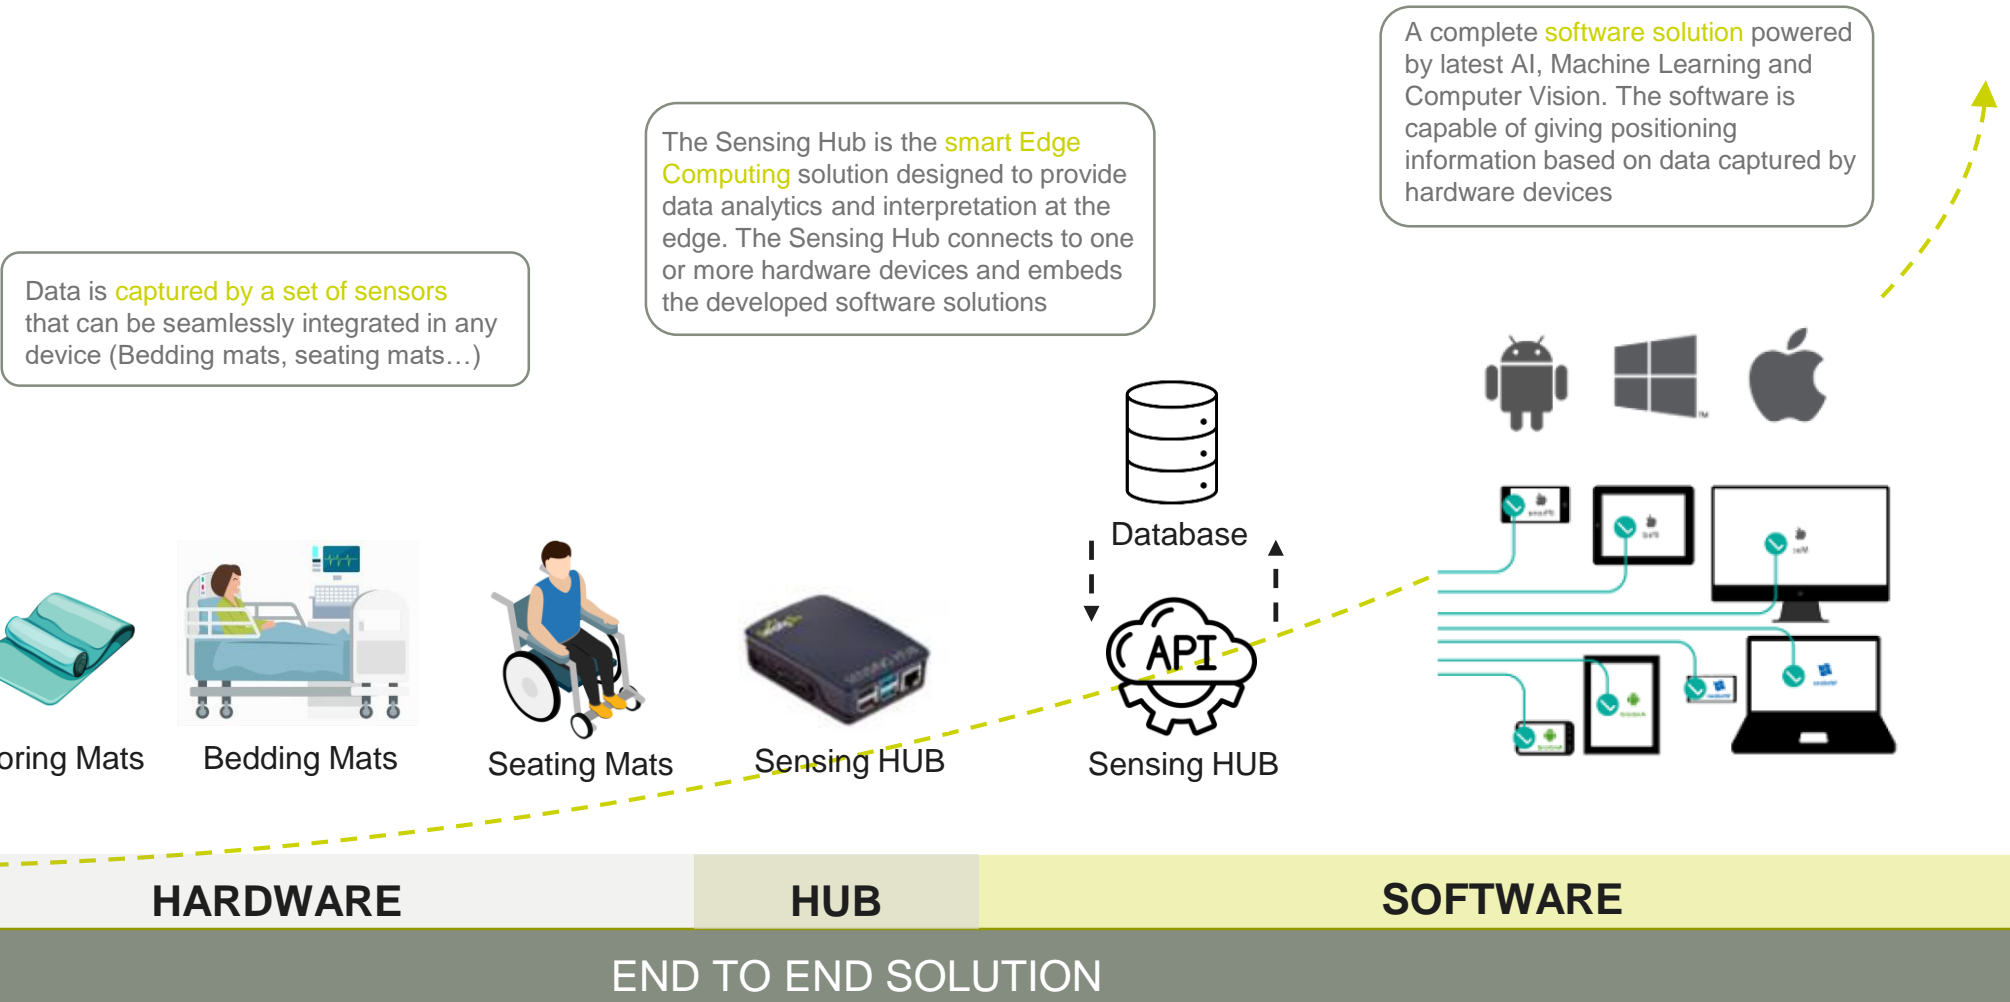 A complete software solution powered
by latest AI, Machine Learning and
Computer Vision. The software is
capable of giving positioning
information based on data captured by
hardware devices
The Sensing Hub is the smart Edge
Computing solution designed to provide
data analytics and interpretation at the
edge. The Sensing Hub connects to one
or more hardware devices and embeds
the developed software solutions
Data is captured by a set of sensors
that can be seamlessly integrated in any
device (Bedding mats, seating mats…)
TM
Database
API
SENSING HUB
oring Mats
Bedding Mats
Seating Mats
Sensing HUB
Sensing HUB
HARDWARE
HUB
SOFTWARE
END TO END SOLUTION